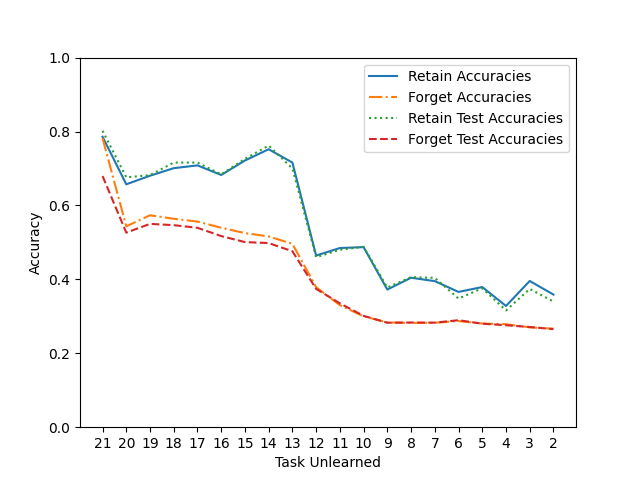 1.0
0.8
0.6
0.4
0.2
0.0
Accuracy
Retain Accuracies
Forget Accuracies
Retain Test Accuracies
Forget Test Accuracies
21 20 19 18 17 16 15 14 13 12 11 10 9 8 7 6 5 4 3 2
Task Unlearned